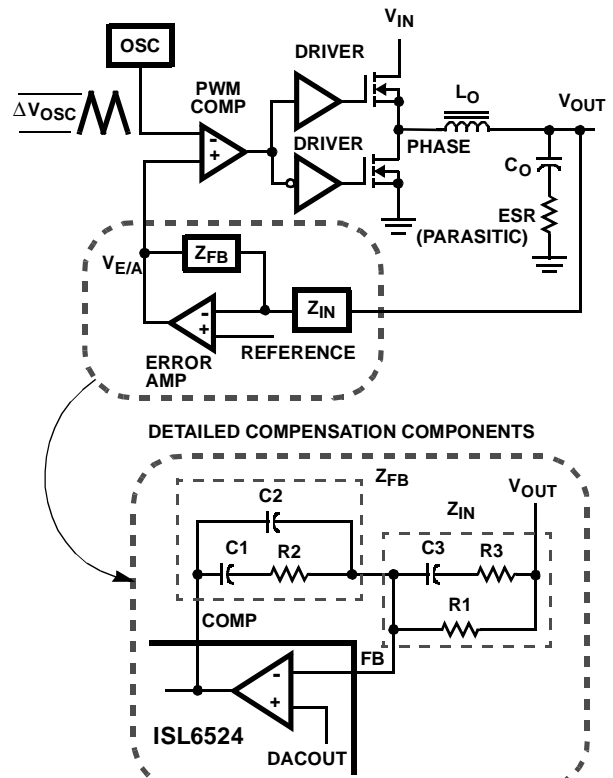 V_IN
OSC
DRIVER
PWM
COMP
ΔV_OSC
L_O
V_OUT
DRIVER
PHASE
C_O
ESR
(PARASITIC)
Z_FB
V_E/A
Z_IN
REFERENCE
ERROR
AMP
DETAILED COMPENSATION COMPONENTS
Z_FB
V_OUT
C2
Z_IN
C1
R2
C3
R3
R1
COMP
FB
ISL6524
DACOUT